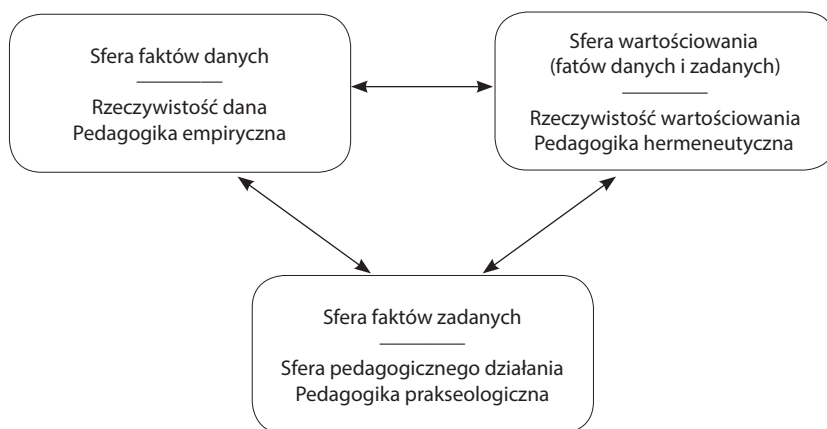 Sfera faktów danych
Rzeczywistość dana
Pedagogika empiryczna
Sfera wartościowania
(fatów danych i zadanych)
Rzeczywistość wartościowania
Pedagogika hermeneutyczna
Sfera faktów zadanych
Sfera pedagogicznego działania
Pedagogika prakseologiczna